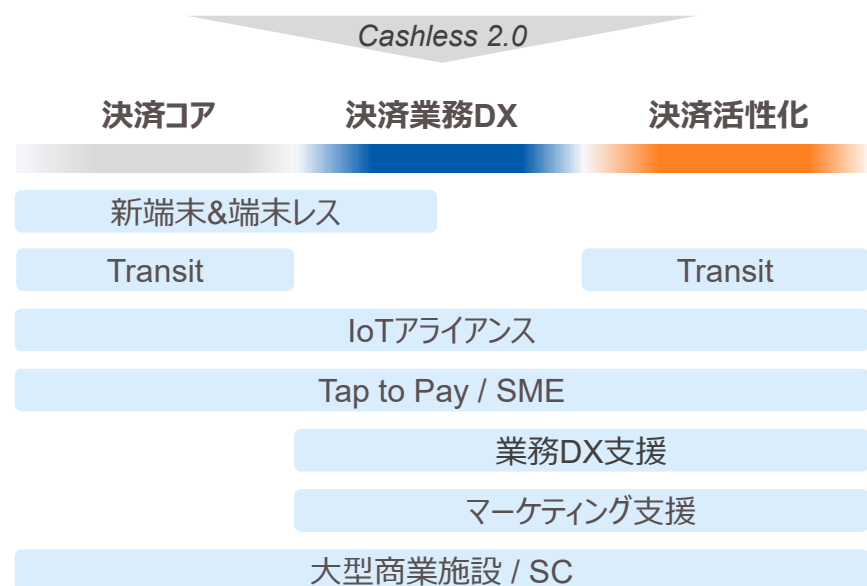 Cashless 2.0
決済コア 決済業務DX 決済活性化
新端末&端末レス
Transit Transit
IoTアライアンス
Tap to Pay / SME
業務DX支援
マーケティング支援
大型商業施設 / SC